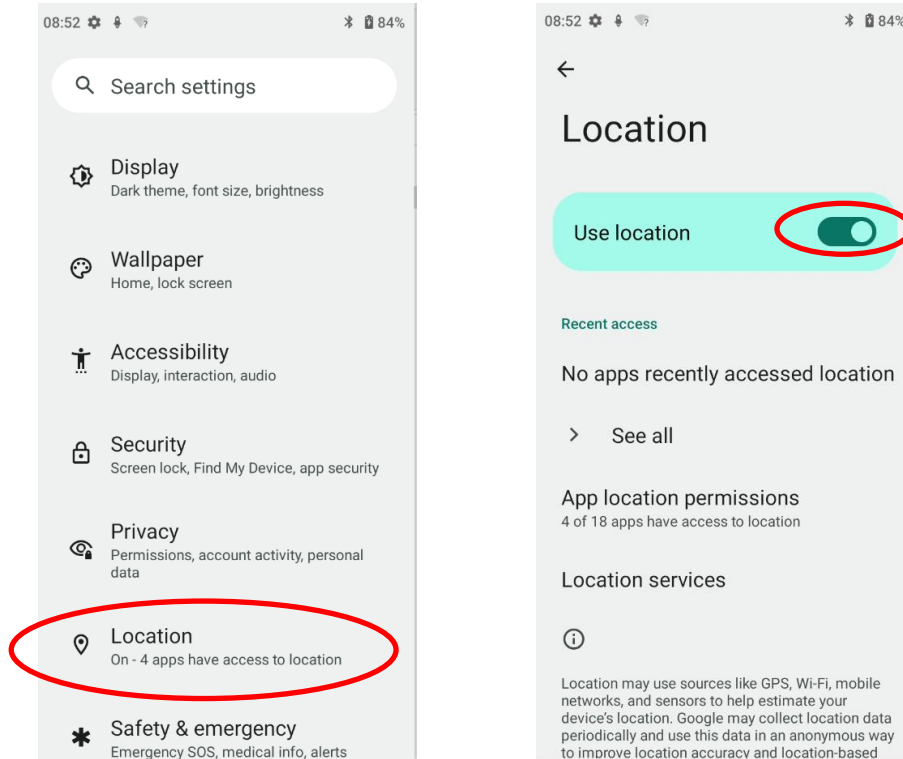 08:52 84%
Search settings
Display
Dark theme, font size, brightness
Wallpaper
Home, lock screen
Accessibility
Display, interaction, audio
Security
Screen lock, Find My Device, app security
Privacy
Permissions, account activity, personal
data
Location
On - 4 apps have access to location
Safety & emergency
Emergency SOS, medical info, alerts
08:52 84%
Location
Use location
Recent access
No apps recently accessed location
See all
App location permissions
4 of 18 apps have access to location
Location services
Location may use sources like GPS, Wi-Fi, mobile
networks, and sensors to help estimate your
device's location. Google may collect location data
periodically and use this data in an anonymous way
to improve location accuracy and location-based